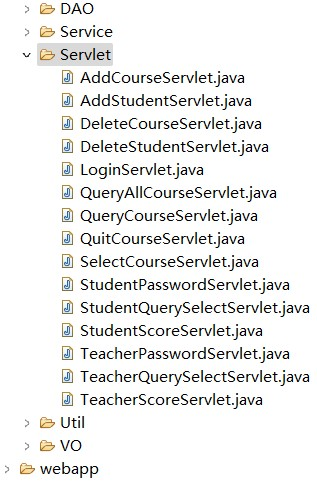 DAO
Service
Servlet
AddCourseServlet.java
AddStudentServlet.java
DeleteCourseServlet.java
DeleteStudentServlet.java
LoginServlet.java
QueryAllCourseServlet.java
QueryCourseServlet.java
QuitCourseServlet.java
SelectCourseServlet.java
StudentPasswordServlet.java
StudentQuerySelectServlet.java
StudentScoreServlet.java
TeacherPasswordServlet.java
TeacherQuerySelectServlet.java
TeacherScoreServlet.java
Util
VO
webapp